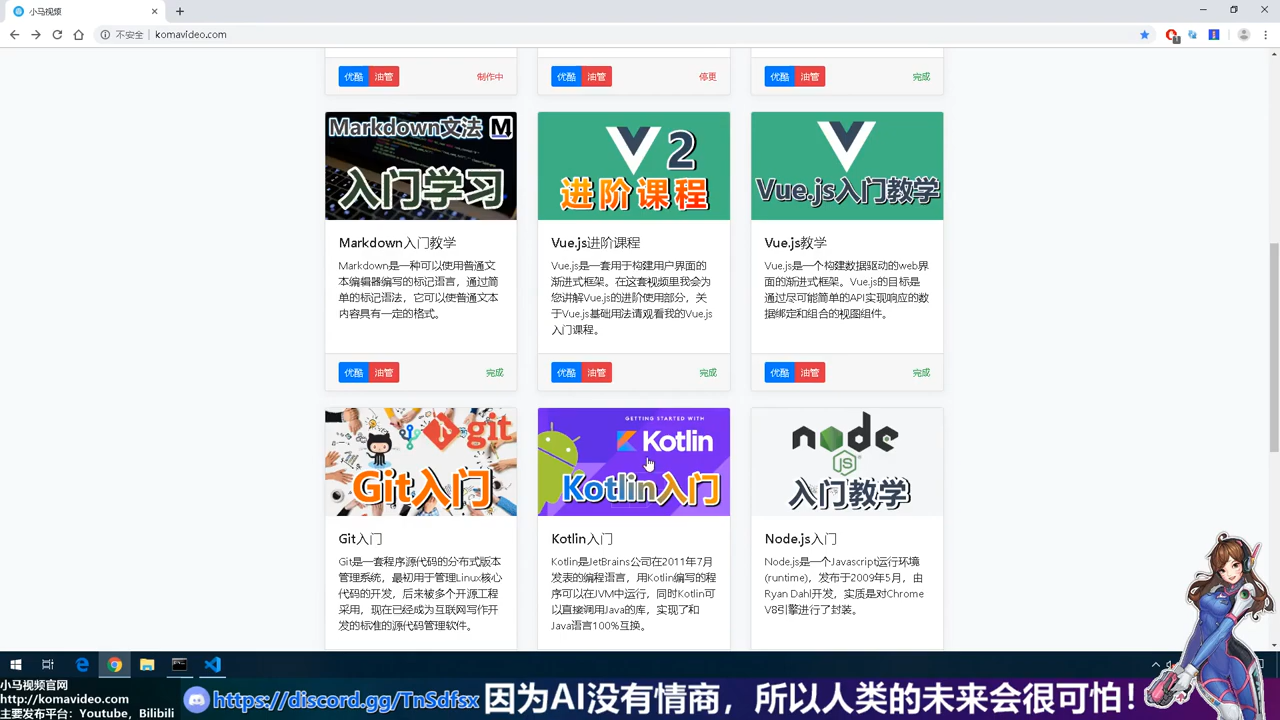 小马视频
不安全 komavideo.com
优酷 油管 制作中
优酷 油管 停更
优酷 油管 完成
Markdown文法 M
入门学习
2
进阶课程
Vue.js入门教学
Markdown入门教学
Markdown是一种可以使用普通文
本编辑器编写的标记语言，通过简
单的标记语法，它可以使普通文本
内容具有一定的格式。
Vue.js进阶课程
Vue.js是一套用于构建用户界面的
渐进式框架。在这套视频里我会为
您讲解Vue.js的进阶使用部分，关
于Vue.js基础用法请观看我的Vue.js
入门课程。
Vue.js教学
Vue.js是一个构建数据驱动的web界
面的渐进式框架。Vue.js的目标是
通过尽可能简单的API实现响应的数
据绑定和组合的视图组件。
优酷 油管 完成
优酷 油管 完成
优酷 油管 完成
git
Git入门
GETTING STARTED WITH
Kotlin
Kotlin入门
node
JS
入门教学
Git入门
Git是一套程序源代码的分布式版本
管理系统，最初用于管理Linux核心
代码的开发，后来被多个开源工程
采用，现在已经成为互联网写作开
发的标准的源代码管理软件。
Kotlin入门
Kotlin是JetBrains公司在2011年7月
发表的编程语言，用Kotlin编写的程
序可以在JVM中运行，同时Kotlin可
以直接调用Java的库，实现了和
Java语言100%互换。
Node.js入门
Node.js是一个Javascript运行环境
(runtime)，发布于2009年5月，由
Ryan Dahl开发，实质是对Chrome
V8引擎进行了封装。
小马视频官网
http://komavideo.com
主要发布平台：Youtube，Bilibili
https://discord.gg/TnSdfsx
因为AI没有情商，所以人类的未来会很可怕！